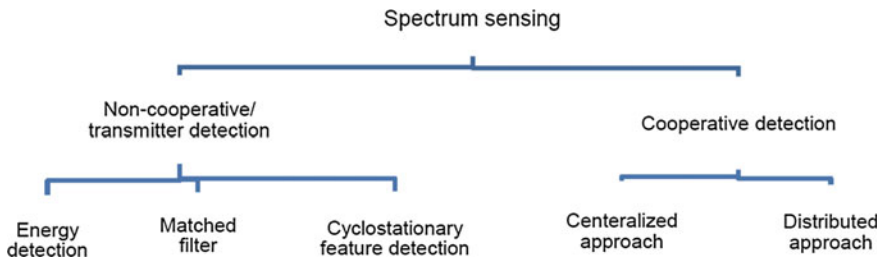 Spectrum sensing
Non-cooperative/
transmitter detection
Cooperative detection
Energy
detection
Matched
filter
Cyclostationary
feature detection
Centeralized
approach
Distributed
approach